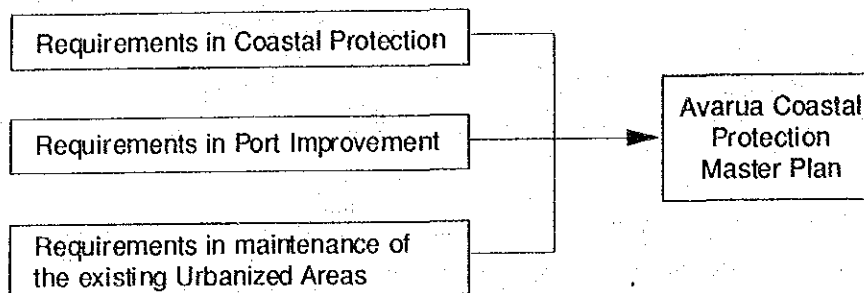 Requirements in Coastal Protection
Requirements in Port Improvement
Requirements in maintenance of
the existing Urbanized Areas
Avarua Coastal
Protection
Master Plan